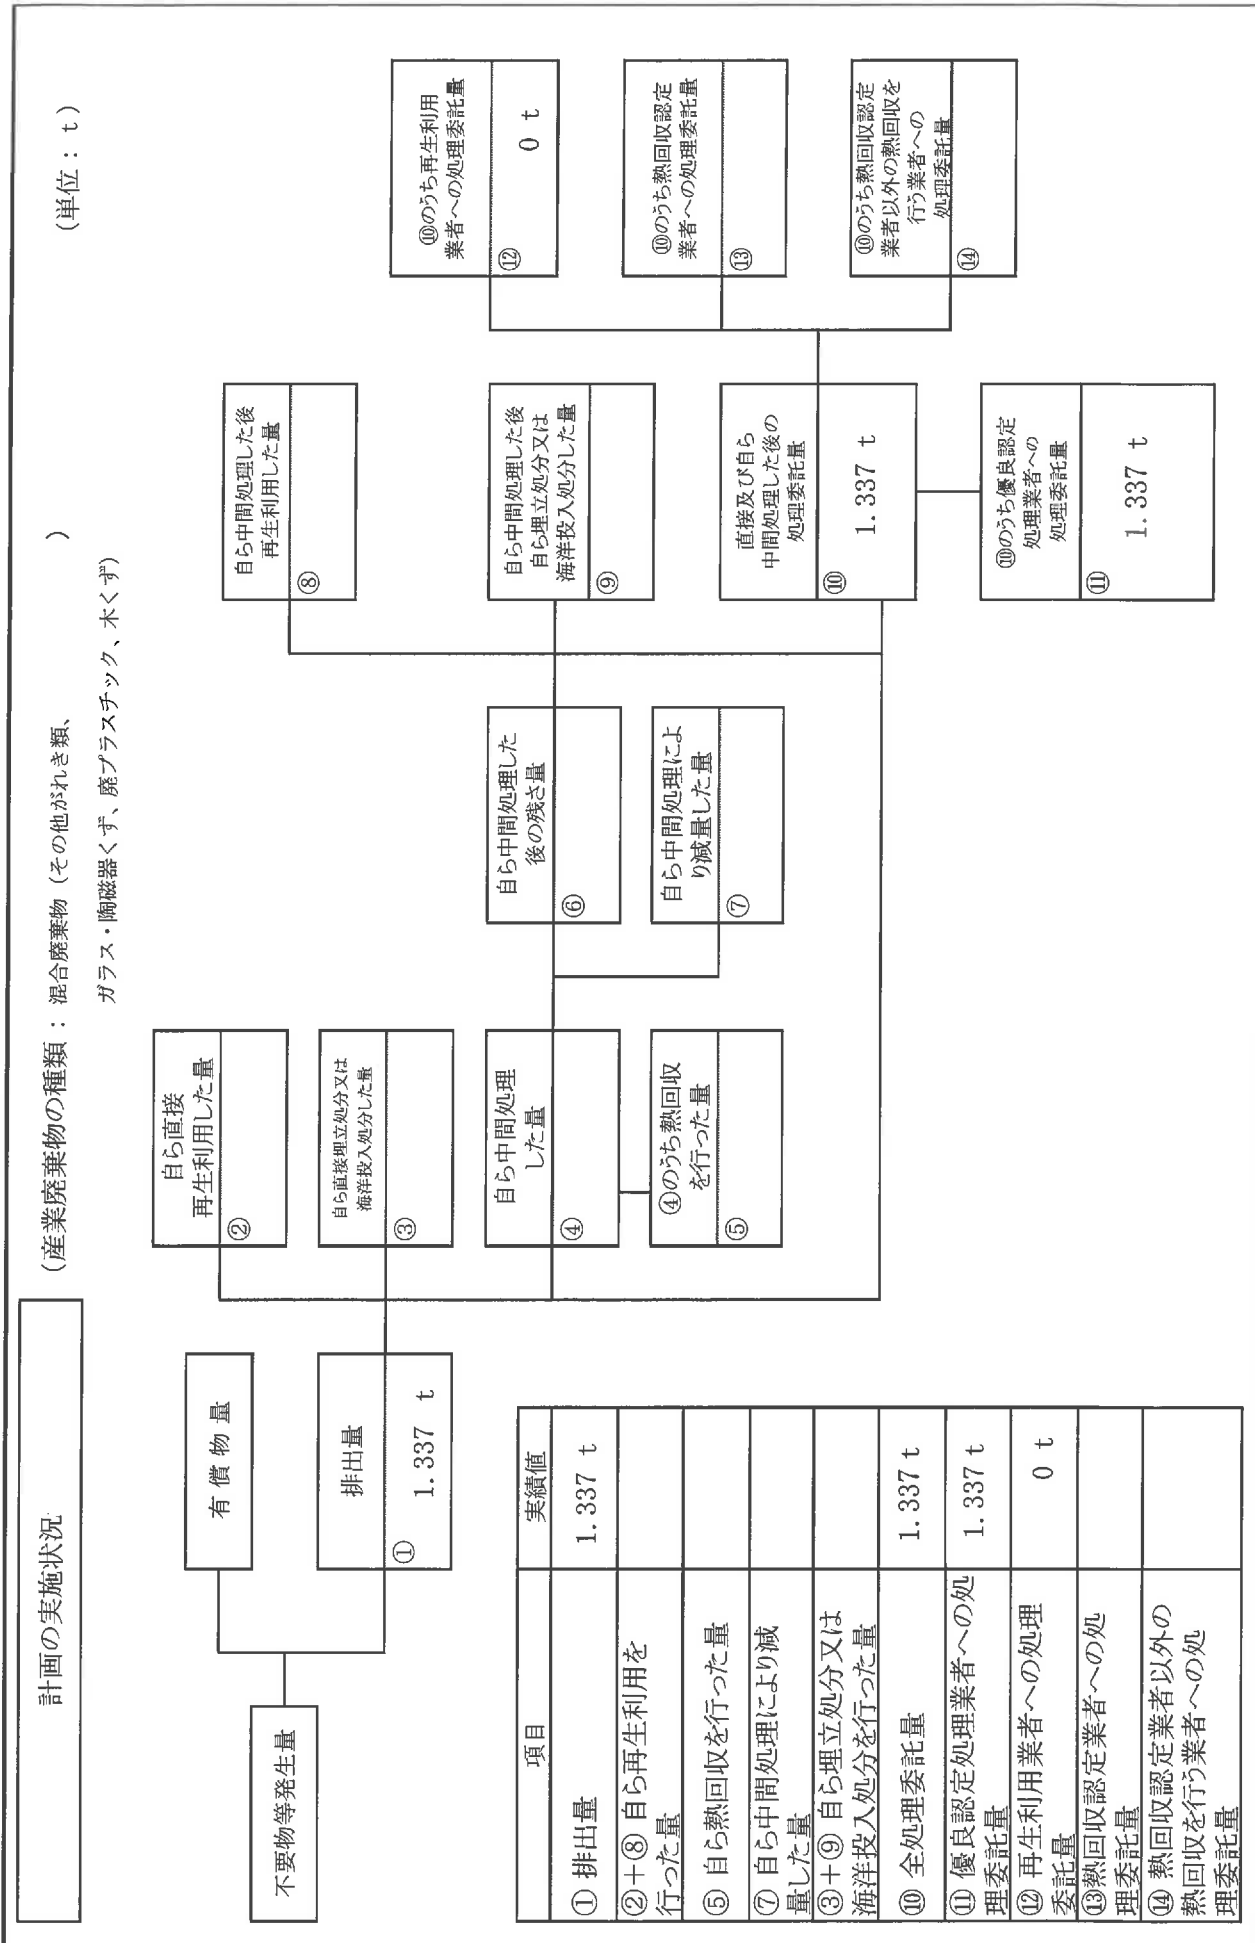 計画の実施状況
(産業廃棄物の種類：混合廃棄物（その他がれき類、
ガラス・陶磁器くず、廃プラスチック、木くず）
)
(単位：t)
不要物等発生量
有償物量
排出量
①
1.337 t
自ら直接
再生利用した量
②
自ら直接埋立処分又は
海洋投入処分した量
③
自ら中間処理
した量
④
④のうち熱回収
を行った量
⑤
自ら中間処理した
後の残さ量
⑥
自ら中間処理によ
り減量した量
⑦
自ら中間処理した後
再生利用した量
⑧
自ら中間処理した後
自ら埋立処分又は
海洋投入処分した量
⑨
直接及び自ら
中間処理した後の
処理委託量
⑩
1.337 t
⑩のうち優良認定
処理業者への
処理委託量
⑪
1.337 t
⑩のうち再生利用
業者への処理委託量
⑫
0 t
⑩のうち熱回収認定
業者への処理委託量
⑬
⑩のうち熱回収認定
業者以外の熱回収を
行う業者への
処理委託量
⑭
項目 実績値
①排出量 1.337 t
②＋⑧自ら再生利用を
行った量
⑤ 自ら熱回収を行った量
⑦ 自ら中間処理により減
量した量
③＋⑨ 自ら埋立処分又は
海洋投入処分を行った量
⑩ 全処理委託量 1.337 t
⑪ 優良認定処理業者への処
理委託量 1.337 t
⑫ 再生利用業者への処理
委託量 0 t
⑬熱回収認定業者への処
理委託量
⑭ 熱回収認定業者以外の
熱回収を行う業者への処
理委託量